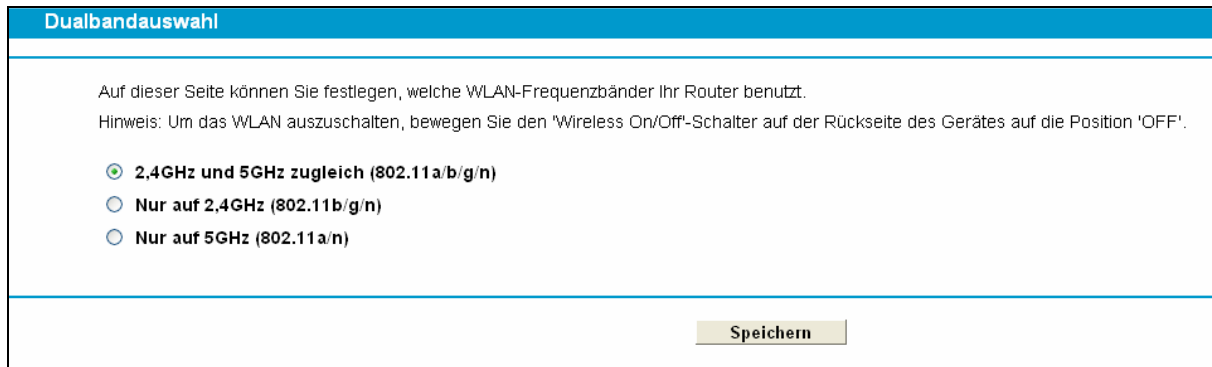 Dualbandauswahl
Auf dieser Seite können Sie festlegen, welche WLAN-Frequenzbänder Ihr Router benutzt.
Hinweis: Um das WLAN auszuschalten, bewegen Sie den 'Wireless On/Off'-Schalter auf der Rückseite des Gerätes auf die Position 'OFF'.
2,4GHz und 5GHz zugleich (802.11a/b/g/n)
Nur auf 2,4GHz (802.11b/g/n)
Nur auf 5GHz (802.11a/n)
Speichern